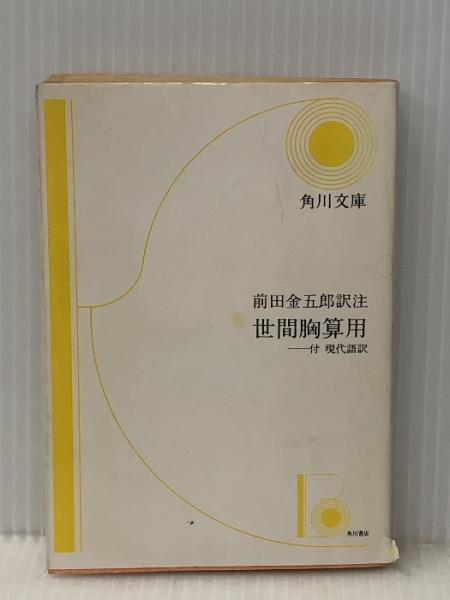 角川文庫
前田金五郎訳注
世間胸算用
──付 現代語訳
角川書店